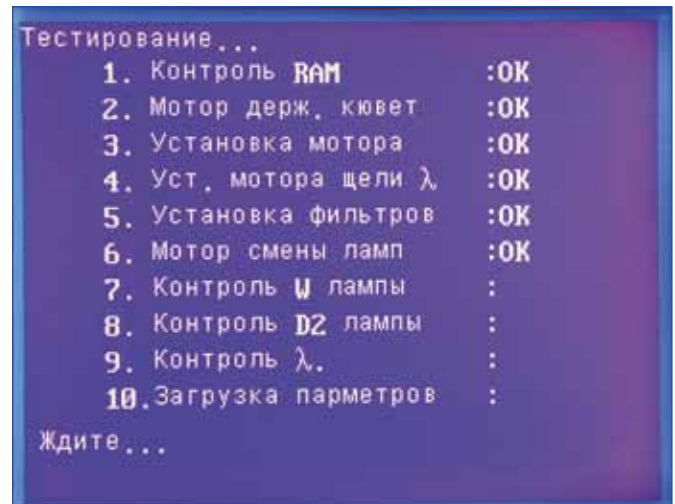 Тестирование...
1. Контроль RAM :OK
2. Мотор держ. кювет :OK
3. Установка мотора :OK
4. Уст. мотора щели λ :OK
5. Установка фильтров :OK
6. Мотор смены ламп :OK
7. Контроль W лампы :
8. Контроль D2 лампы :
9. Контроль λ. :
10.Загрузка парметров :
Ждите...